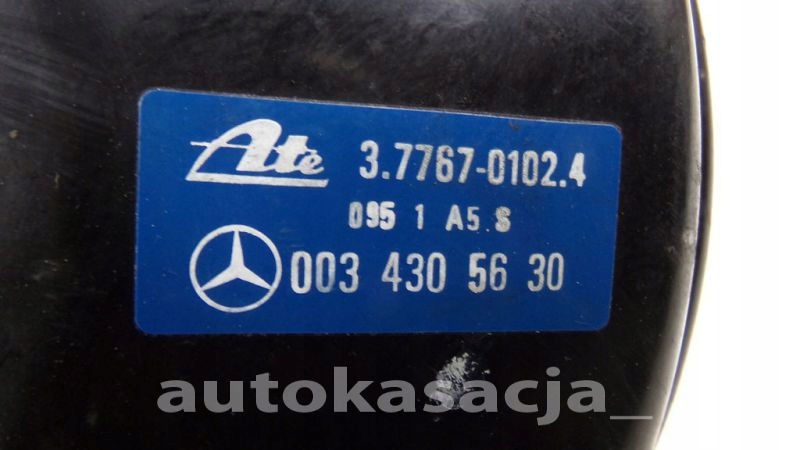 Ate 3.7767-0102.4
095 1 A5.S
003 430 56 30
autokasacja_